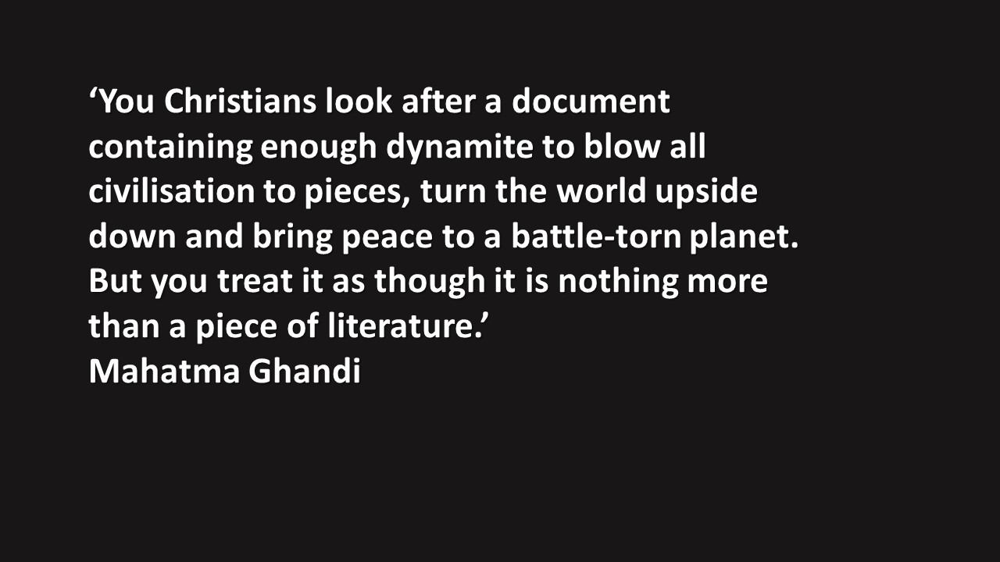 ‘You Christians look after a document
containing enough dynamite to blow all
civilisation to pieces, turn the world upside
down and bring peace to a battle-torn planet.
But you treat it as though it is nothing more
than a piece of literature.’
Mahatma Ghandi